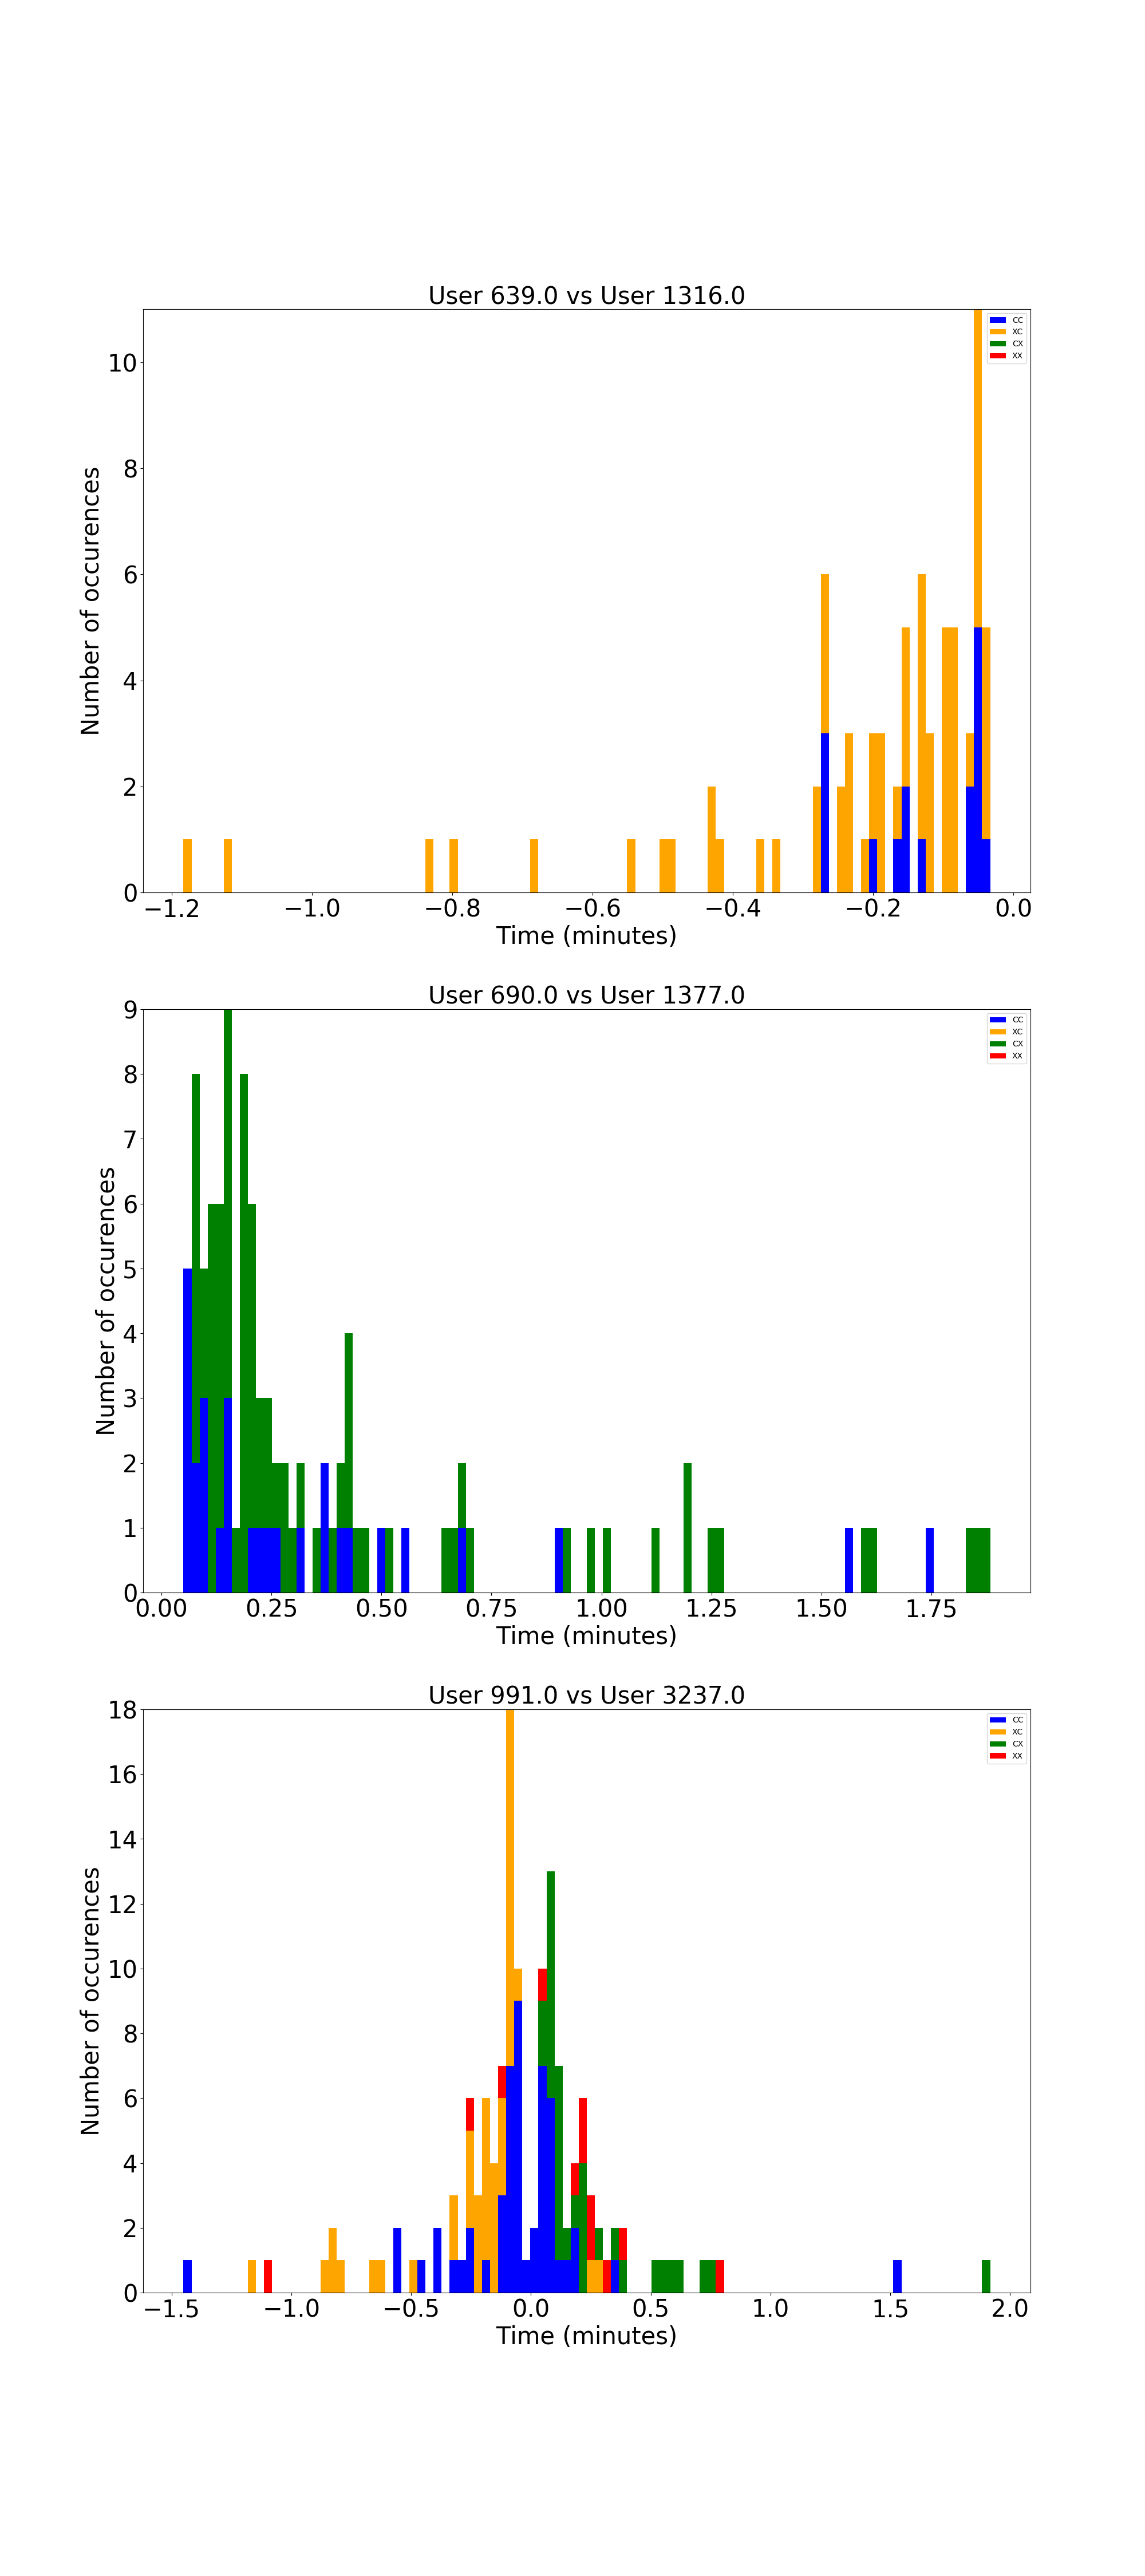 User 639.0 vs User 1316.0
CC
XC
CX
XX
10
8
6
4
2
0
Number of occurences
−1.2 −1.0 −0.8 −0.6 −0.4 −0.2 0.0
Time (minutes)
User 690.0 vs User 1377.0
CC
XC
CX
XX
9
8
7
6
5
4
3
2
1
0
Number of occurences
0.00 0.25 0.50 0.75 1.00 1.25 1.50 1.75
Time (minutes)
User 991.0 vs User 3237.0
CC
XC
CX
XX
18
16
14
12
10
8
6
4
2
0
Number of occurences
−1.5 −1.0 −0.5 0.0 0.5 1.0 1.5 2.0
Time (minutes)